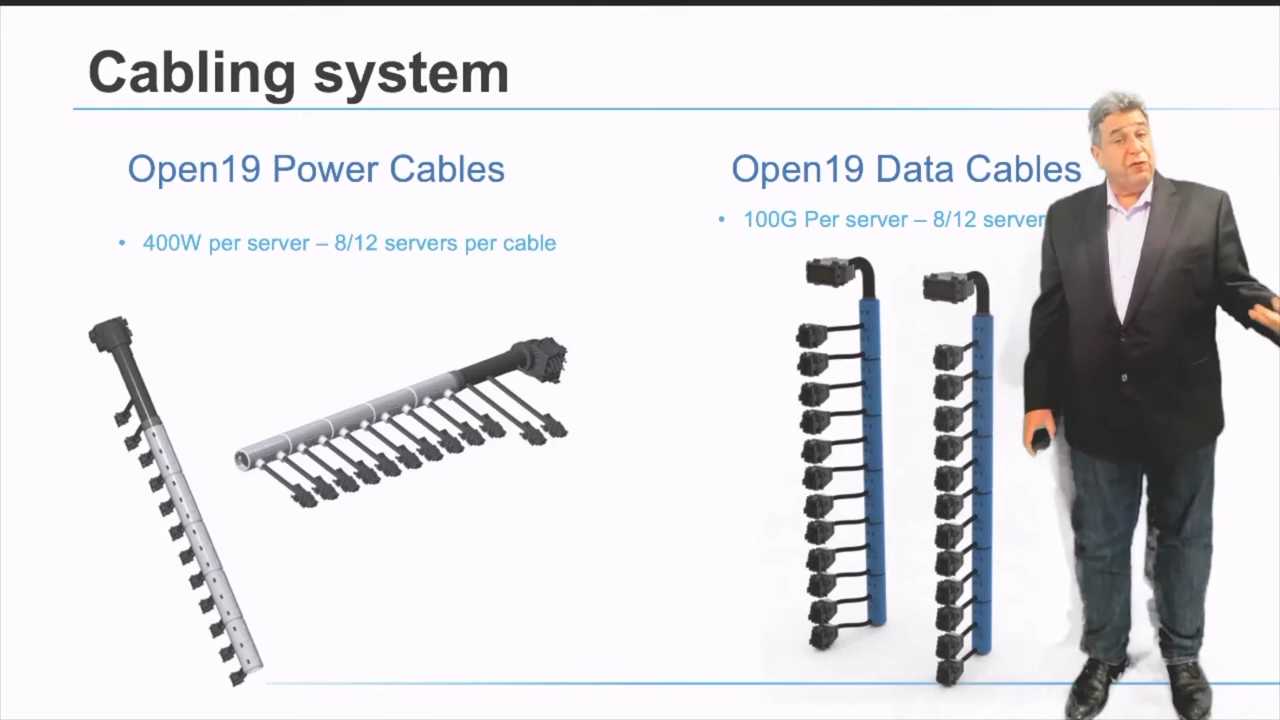 Cabling system
Open19 Power Cables
• 400W per server – 8/12 servers per cable
Open19 Data Cables
• 100G Per server – 8/12 server